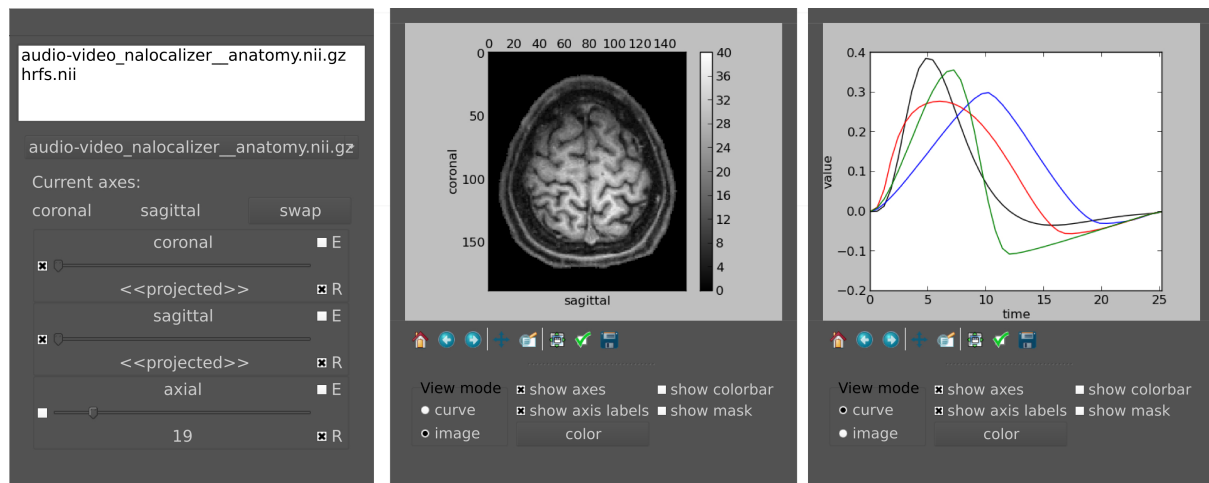 audio-video_nalocalizer__anatomy.nii.gz
hrfs.nii
audio-video_nalocalizer__anatomy.nii.gz
Current axes:
coronal sagittal swap
coronal E
<<projected>> R
sagittal E
<<projected>> R
axial E
19 R
0 20 40 60 80 100 120 140
0
50
100
150
coronal
sagittal
40
36
32
28
24
20
16
12
8
4
0
View mode
curve
image
show axes
show colorbar
show axis labels
show mask
color
0.4
0.3
0.2
0.1
0.0
−0.1
−0.2
value
0 5 10 15 20 25
time
View mode
curve
image
show axes
show colorbar
show axis labels
show mask
color